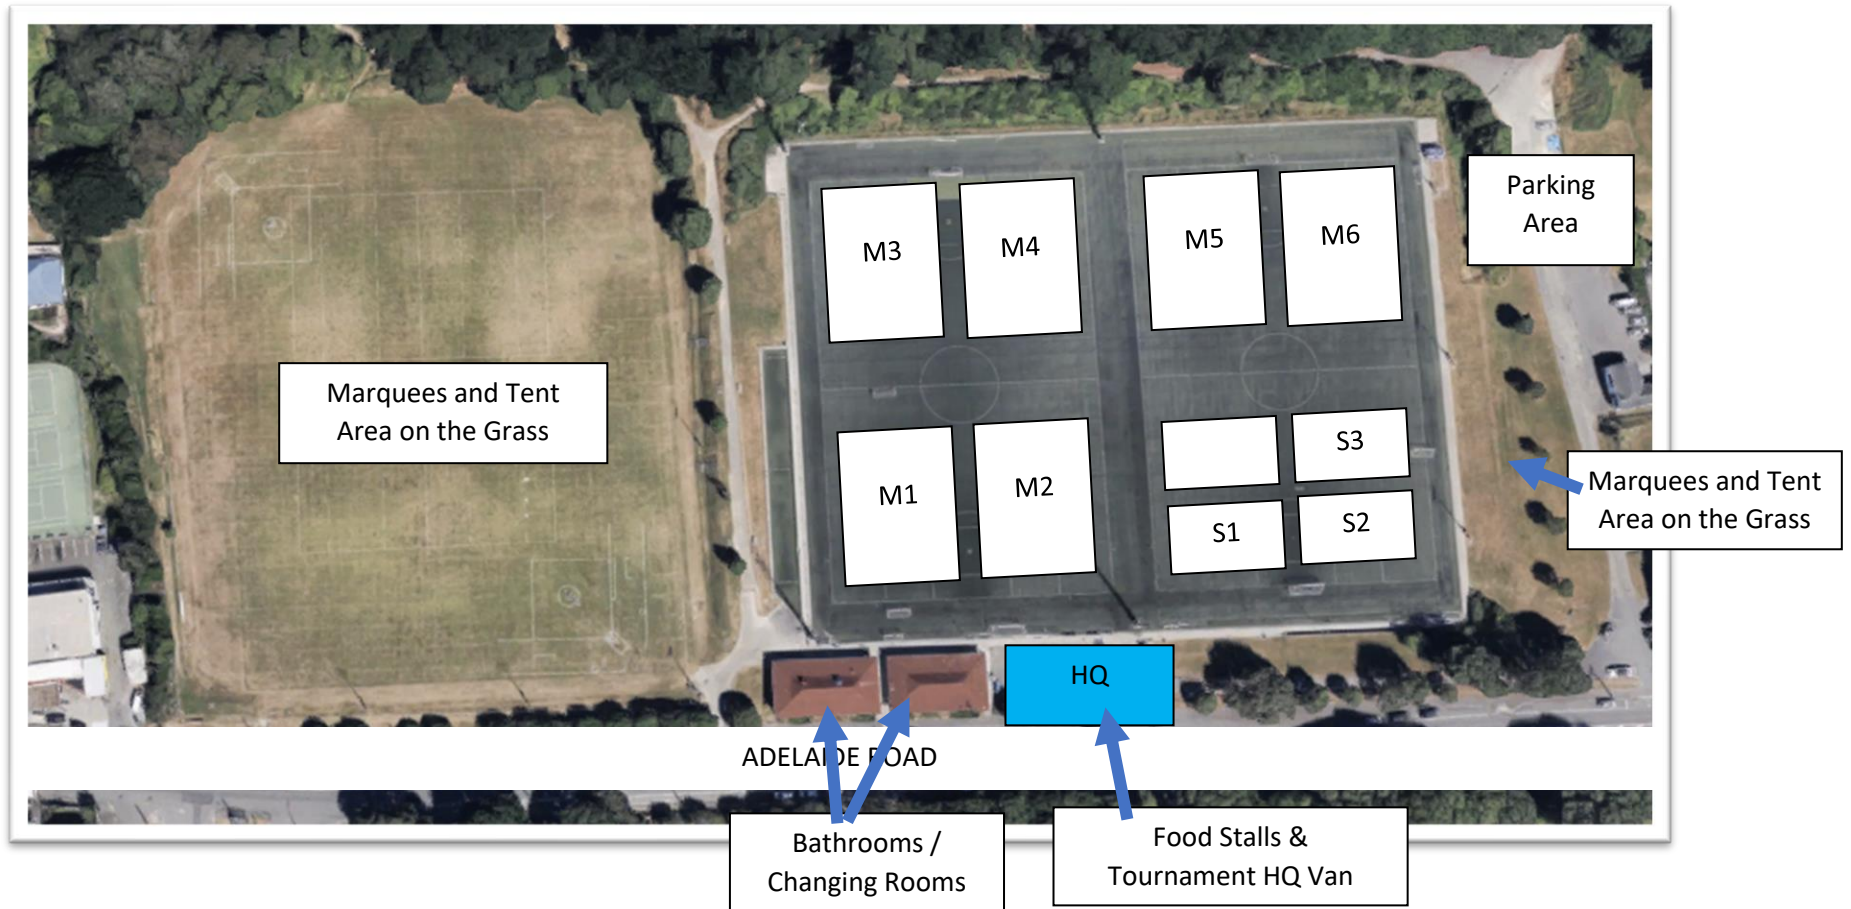 Parking
Area
M3
M4
M5
M6
Marquees and Tent
Area on the Grass
M1
M2
S3
S1
S2
Marquees and Tent
Area on the Grass
HQ
ADELAIDE ROAD
Bathrooms /
Changing Rooms
Food Stalls &
Tournament HQ Van